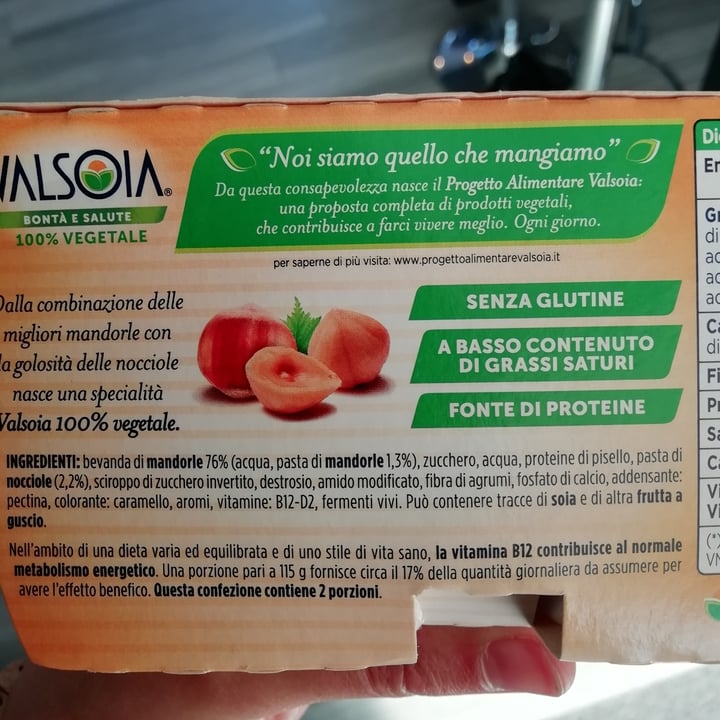 VALSOIA®
BONTÀ E SALUTE
100% VEGETALE
"Noi siamo quello che mangiamo"
Da questa consapevolezza nasce il Progetto Alimentare Valsoia:
una proposta completa di prodotti vegetali,
che contribuisce a farci vivere meglio. Ogni giorno.
per saperne di più visita: www.progettoalimentarevalsoia.it
Dalla combinazione delle
migliori mandorle con
la golosità delle nocciole
nasce una specialità
Valsoia 100% vegetale.
SENZA GLUTINE
A BASSO CONTENUTO
DI GRASSI SATURI
FONTE DI PROTEINE
INGREDIENTI: bevanda di mandorle 76% (acqua, pasta di mandorle 1,3%), zucchero, acqua, proteine di pisello, pasta di
nocciole (2,2%), sciroppo di zucchero invertito, destrosio, amido modificato, fibra di agrumi, fosfato di calcio, addensante:
pectina, colorante: caramello, aromi, vitamine: B12-D2, fermenti vivi. Può contenere tracce di soia e di altra frutta a
guscio.
Nell'ambito di una dieta varia ed equilibrata e di uno stile di vita sano, la vitamina B12 contribuisce al normale
metabolismo energetico. Una porzione pari a 115 g fornisce circa il 17% della quantità giornaliera da assumere per
avere l'effetto benefico. Questa confezione contiene 2 porzioni.
di
di